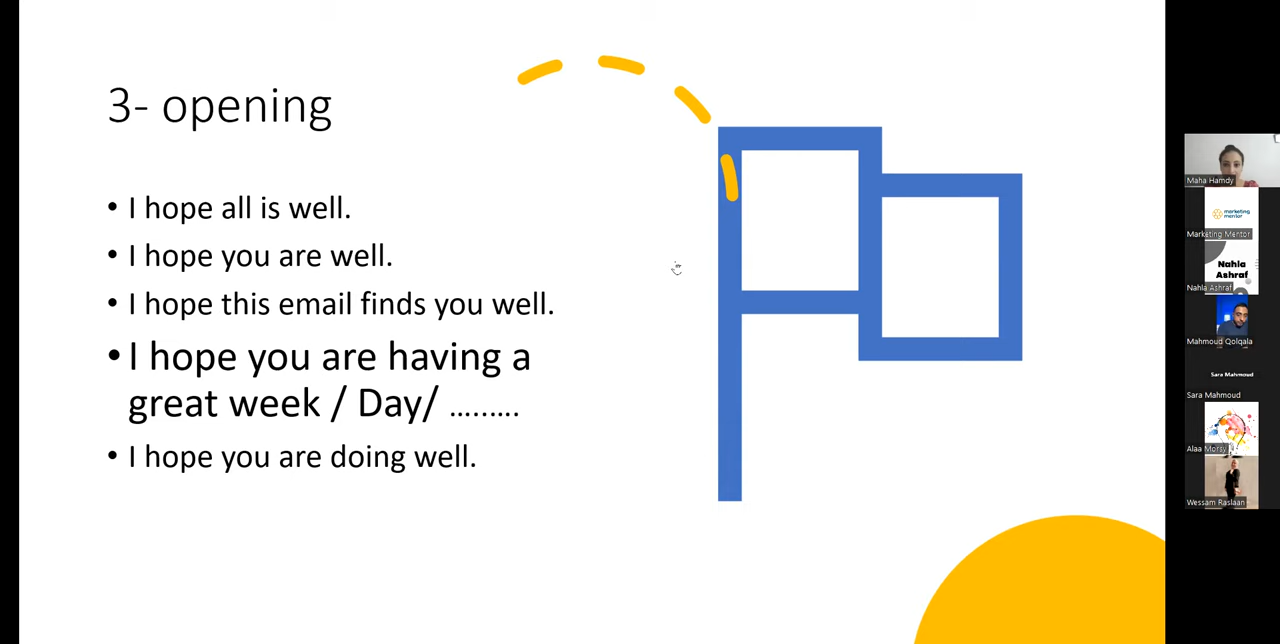 3- opening
• I hope all is well.
• I hope you are well.
• I hope this email finds you well.
• I hope you are having a
great week / Day/ ………
• I hope you are doing well.
Maha Hamdy
marketing
mentor
Marketing Mentor
Nahla
Ashraf
Nahla Ashraf
Mahmoud Qolqala
Sara Mahmoud
Sara Mahmoud
Alaa Morsy
Wessam Raslaan